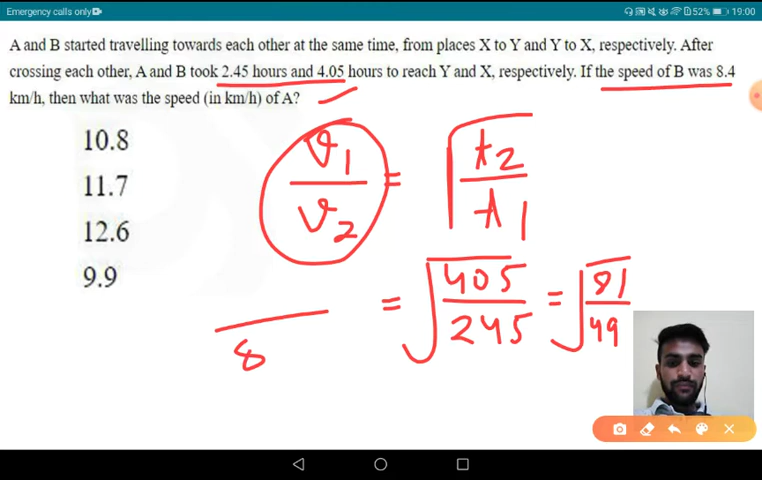 Emergency calls only 52% 19:00
A and B started travelling towards each other at the same time, from places X to Y and Y to X, respectively. After
crossing each other, A and B took 2.45 hours and 4.05 hours to reach Y and X, respectively. If the speed of B was 8.4
km/h, then what was the speed (in km/h) of A?
10.8
11.7
12.6
9.9
v1/v2 = √(t2/t1)
/8 = √(405/245) = √(81/49)